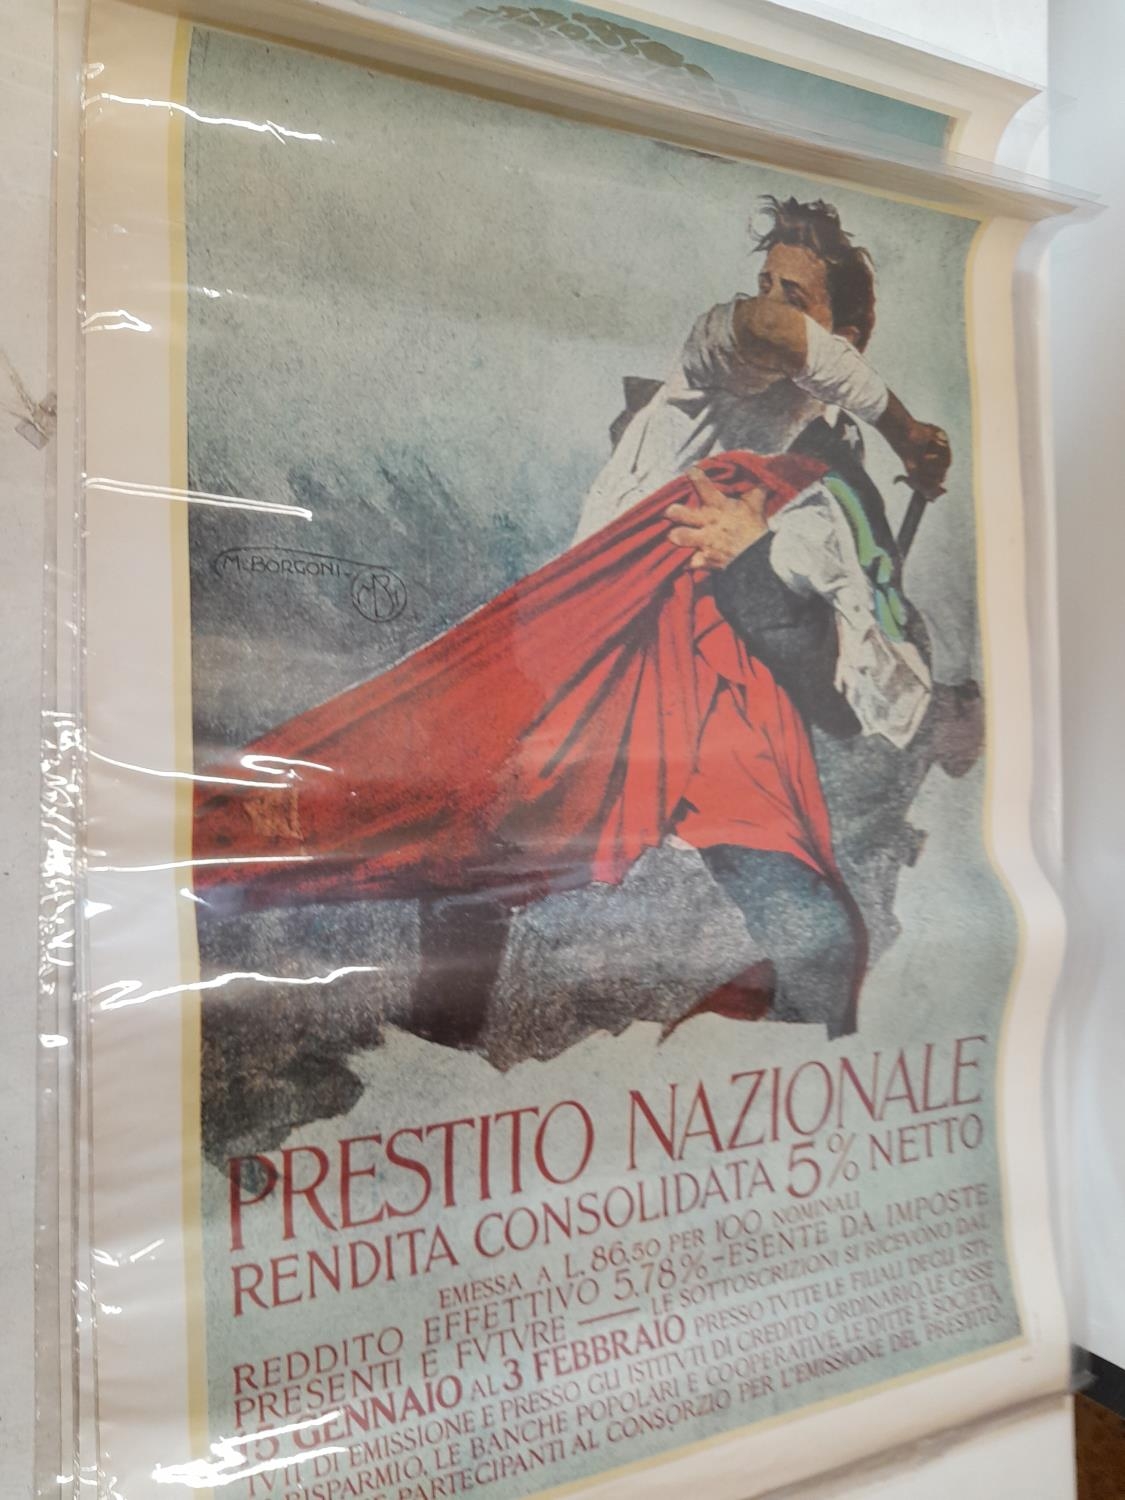 M. BORGONI
MB
PRESTITO NAZIONALE
RENDITA CONSOLIDATA 5% NETTO
EMESSA A L. 86,50 PER 100 NOMINALI
REDDITO EFFETTIVO 5.78% - ESENTE DA IMPOSTE
PRESENTI E FVTVRE — LE SOTTOSCRIZIONI SI RICEVONO DAL
15 GENNAIO AL 3 FEBBRAIO PRESSO TVTTE LE FILIALI DEGLI ISTI-
TVTI DI EMISSIONE E PRESSO GLI ISTITVTI DI CREDITO ORDINARIO, LE CASSE
RISPARMIO, LE BANCHE POPOLARI E COOPERATIVE, LE DITTE E SOCIETÀ
PARTECIPANTI AL CONSORZIO PER L'EMISSIONE DEL PRESTITO.